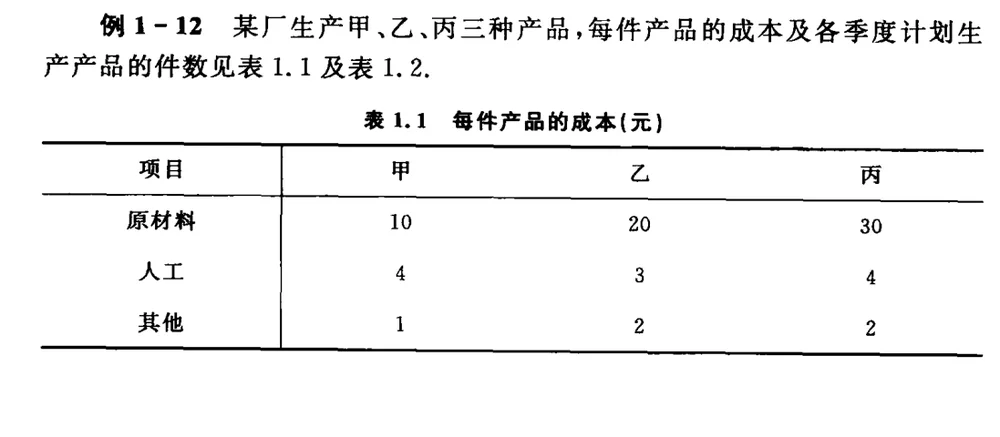 例1-12 某厂生产甲、乙、丙三种产品,每件产品的成本及各季度计划生
产产品的件数见表1.1及表1.2.
表1.1 每件产品的成本(元)
项目 甲 乙 丙
原材料 10 20 30
人工 4 3 4
其他 1 2 2